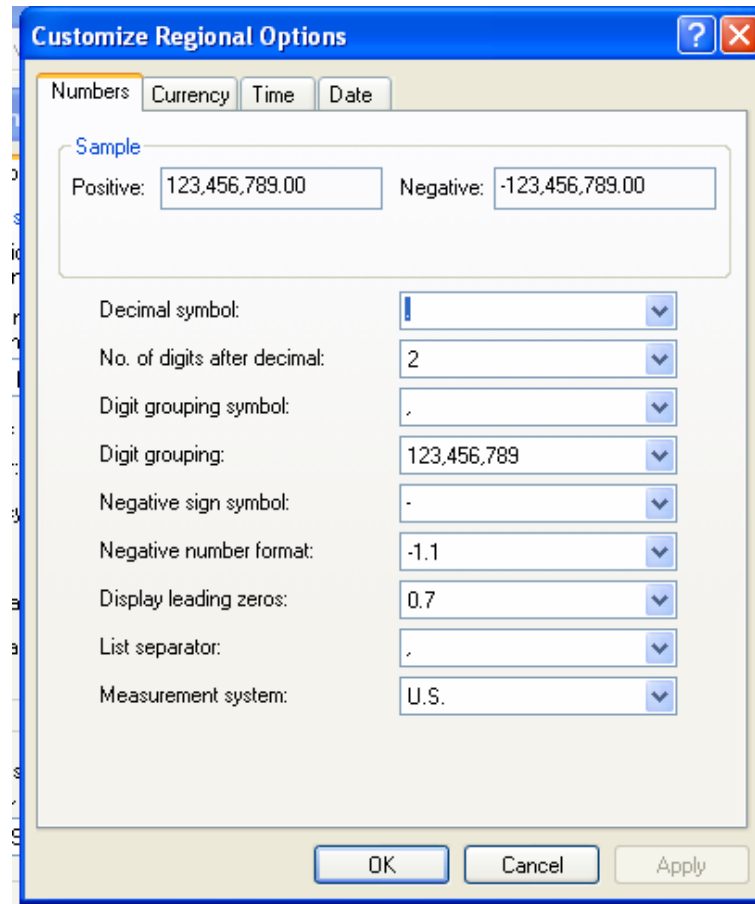 Customize Regional Options
Numbers Currency Time Date
Sample
Positive: 123,456,789.00 Negative: -123,456,789.00
Decimal symbol: .
No. of digits after decimal: 2
Digit grouping symbol: ,
Digit grouping: 123,456,789
Negative sign symbol: -
Negative number format: -1.1
Display leading zeros: 0.7
List separator: ,
Measurement system: U.S.
OK Cancel Apply